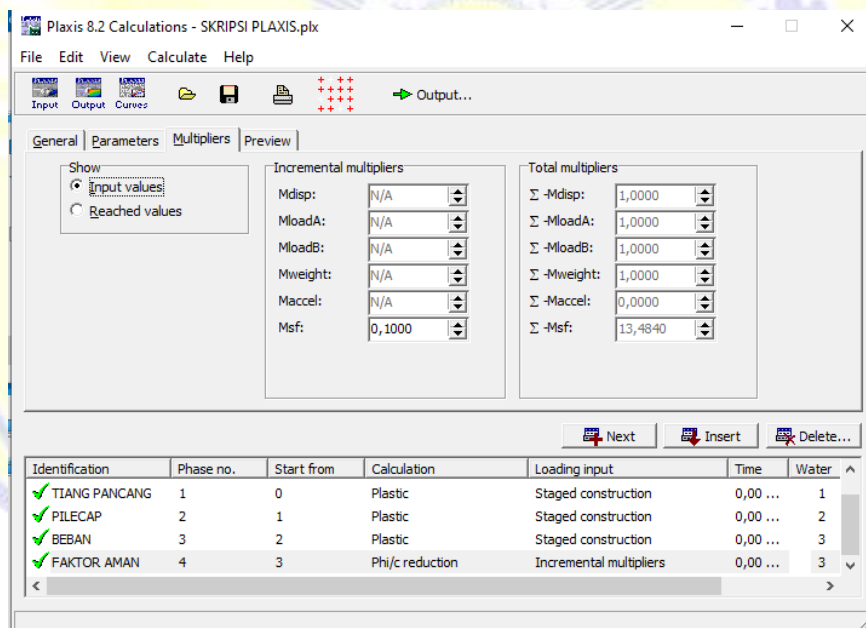 Plaxis 8.2 Calculations - SKRIPSI PLAXIS.plx
File Edit View Calculate Help
Input Output Curves Output...
General Parameters Multipliers Preview
Show
Input values
Reached values
Incremental multipliers
Mdisp: N/A
MloadA: N/A
MloadB: N/A
Mweight: N/A
Maccel: N/A
Msf: 0,1000
Total multipliers
Σ -Mdisp: 1,0000
Σ -MloadA: 1,0000
Σ -MloadB: 1,0000
Σ -Mweight: 1,0000
Σ -Maccel: 0,0000
Σ -Msf: 13,4840
Next Insert Delete...
Identification Phase no. Start from Calculation Loading input Time Water
TIANG PANCANG 1 0 Plastic Staged construction 0,00 ... 1
PILECAP 2 1 Plastic Staged construction 0,00 ... 2
BEBAN 3 2 Plastic Staged construction 0,00 ... 3
FAKTOR AMAN 4 3 Phi/c reduction Incremental multipliers 0,00 ... 3